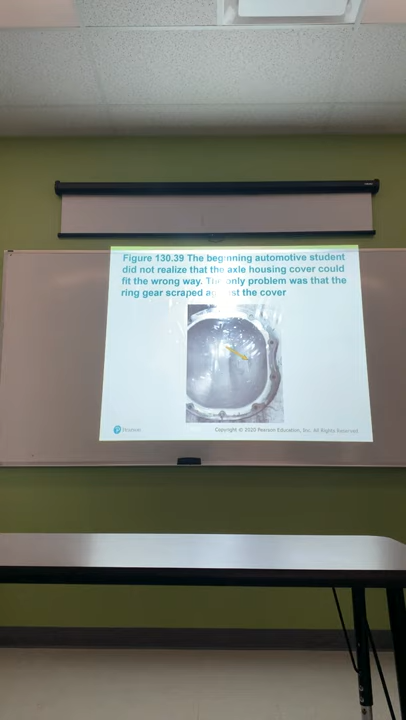 Figure 130.39 The beginning automotive student
did not realize that the axle housing cover could
fit the wrong way. The only problem was that the
ring gear scraped against the cover
Pearson
Copyright © 2020 Pearson Education, Inc. All Rights Reserved